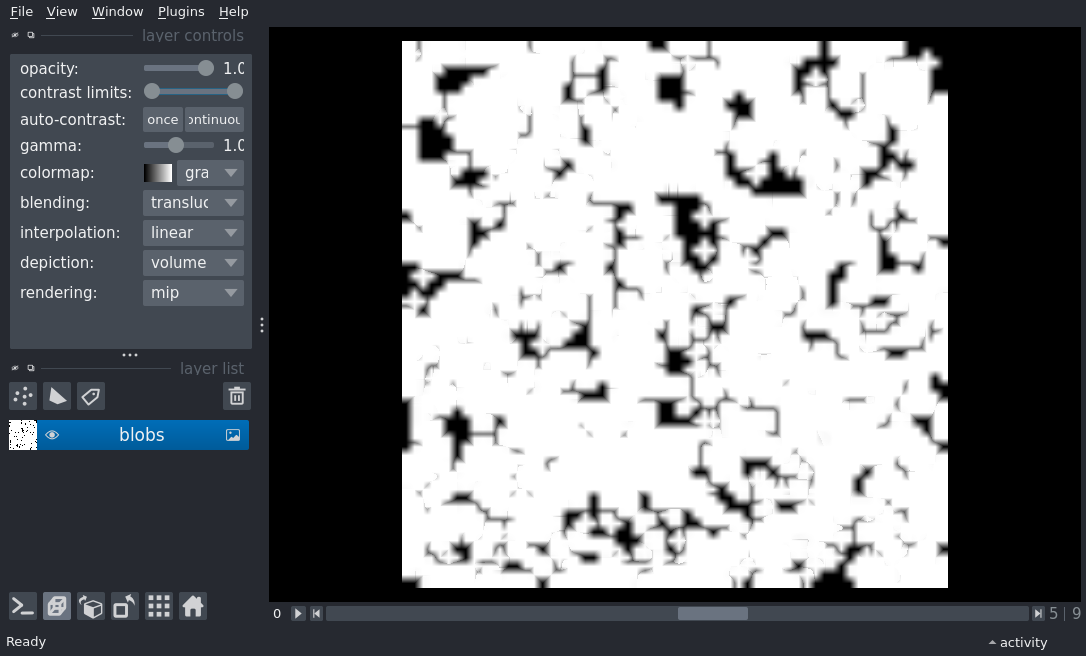 File View Window Plugins Help
layer controls
opacity: 1.0
contrast limits:
auto-contrast: once ontinuou
gamma: 1.0
colormap: gra
blending: transluc
interpolation: linear
depiction: volume
rendering: mip
layer list
blobs
0 5 | 9
Ready activity